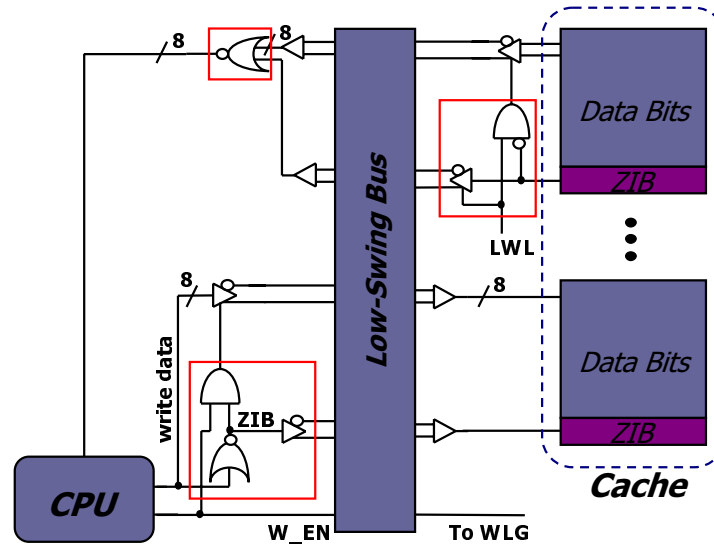 8
8
Data Bits
ZIB
LWL
Low-Swing Bus
8
8
write data
Data Bits
ZIB
ZIB
CPU
Cache
W_EN
To WLG